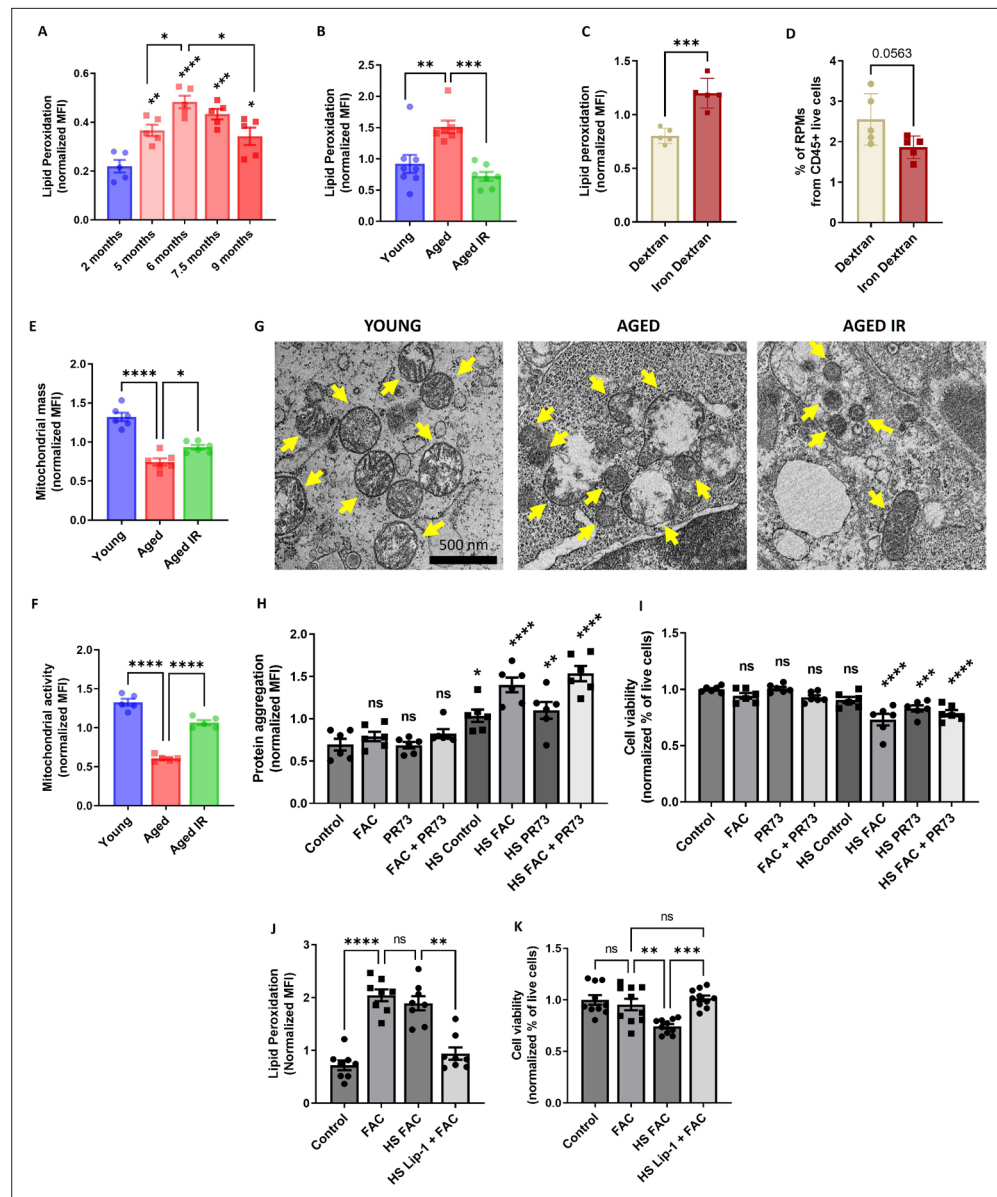 A
Lipid Peroxidation
(normalized MFI)
0.6
0.4
0.2
0.0
*
*
**
****
***
*
2 months
5 months
6 months
7.5 months
9 months
B
Lipid Peroxidation
(normalized MFI)
2.0
1.5
1.0
0.5
0.0
**
***
Young
Aged
Aged IR
C
Lipid peroxidation
(normalized MFI)
1.5
1.0
0.5
0.0
***
Dextran
Iron Dextran
D
% of RPMs
from CD45+ live cells
4
3
2
1
0
0.0563
Dextran
Iron Dextran
E
Mitochondrial mass
(normalized MFI)
2.0
1.5
1.0
0.5
0.0
****
*
Young
Aged
Aged IR
G
YOUNG
AGED
AGED IR
500 nm
F
Mitochondrial activity
(normalized MFI)
2.0
1.5
1.0
0.5
0.0
****
****
Young
Aged
Aged IR
H
Protein aggregation
(normalized MFI)
2.0
1.5
1.0
0.5
0.0
ns
ns
ns
*
****
**
****
Control
FAC
PR73
FAC + PR73
HS Control
HS FAC
HS PR73
HS FAC + PR73
I
Cell viability
(normalized % of live cells)
1.5
1.0
0.5
0.0
ns
ns
ns
ns
****
***
****
Control
FAC
PR73
FAC + PR73
HS Control
HS FAC
HS PR73
HS FAC + PR73
J
Lipid Peroxidation
(Normalized MFI)
3
2
1
0
****
ns
**
Control
FAC
HS FAC
HS Lip-1 + FAC
K
Cell viability
(normalized % of live cells)
1.5
1.0
0.5
0.0
ns
ns
**
***
Control
FAC
HS FAC
HS Lip-1 + FAC